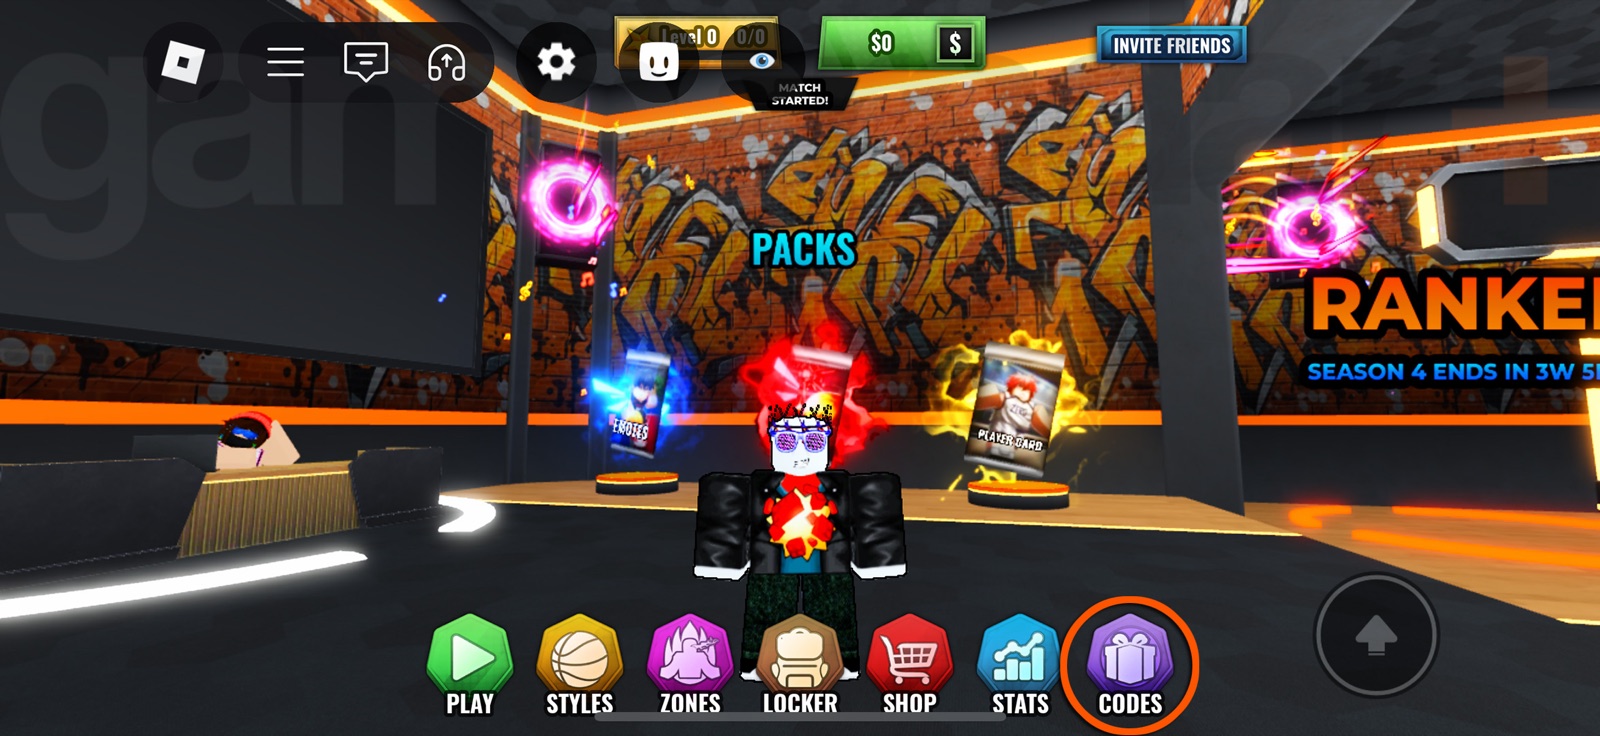 Level 0 0/0
$0
$
INVITE FRIENDS
MATCH
STARTED!
PACKS
EMOTES
PLAYER CARD
RANKE
SEASON 4 ENDS IN 3W 5
PLAY
STYLES
ZONES
LOCKER
SHOP
STATS
CODES